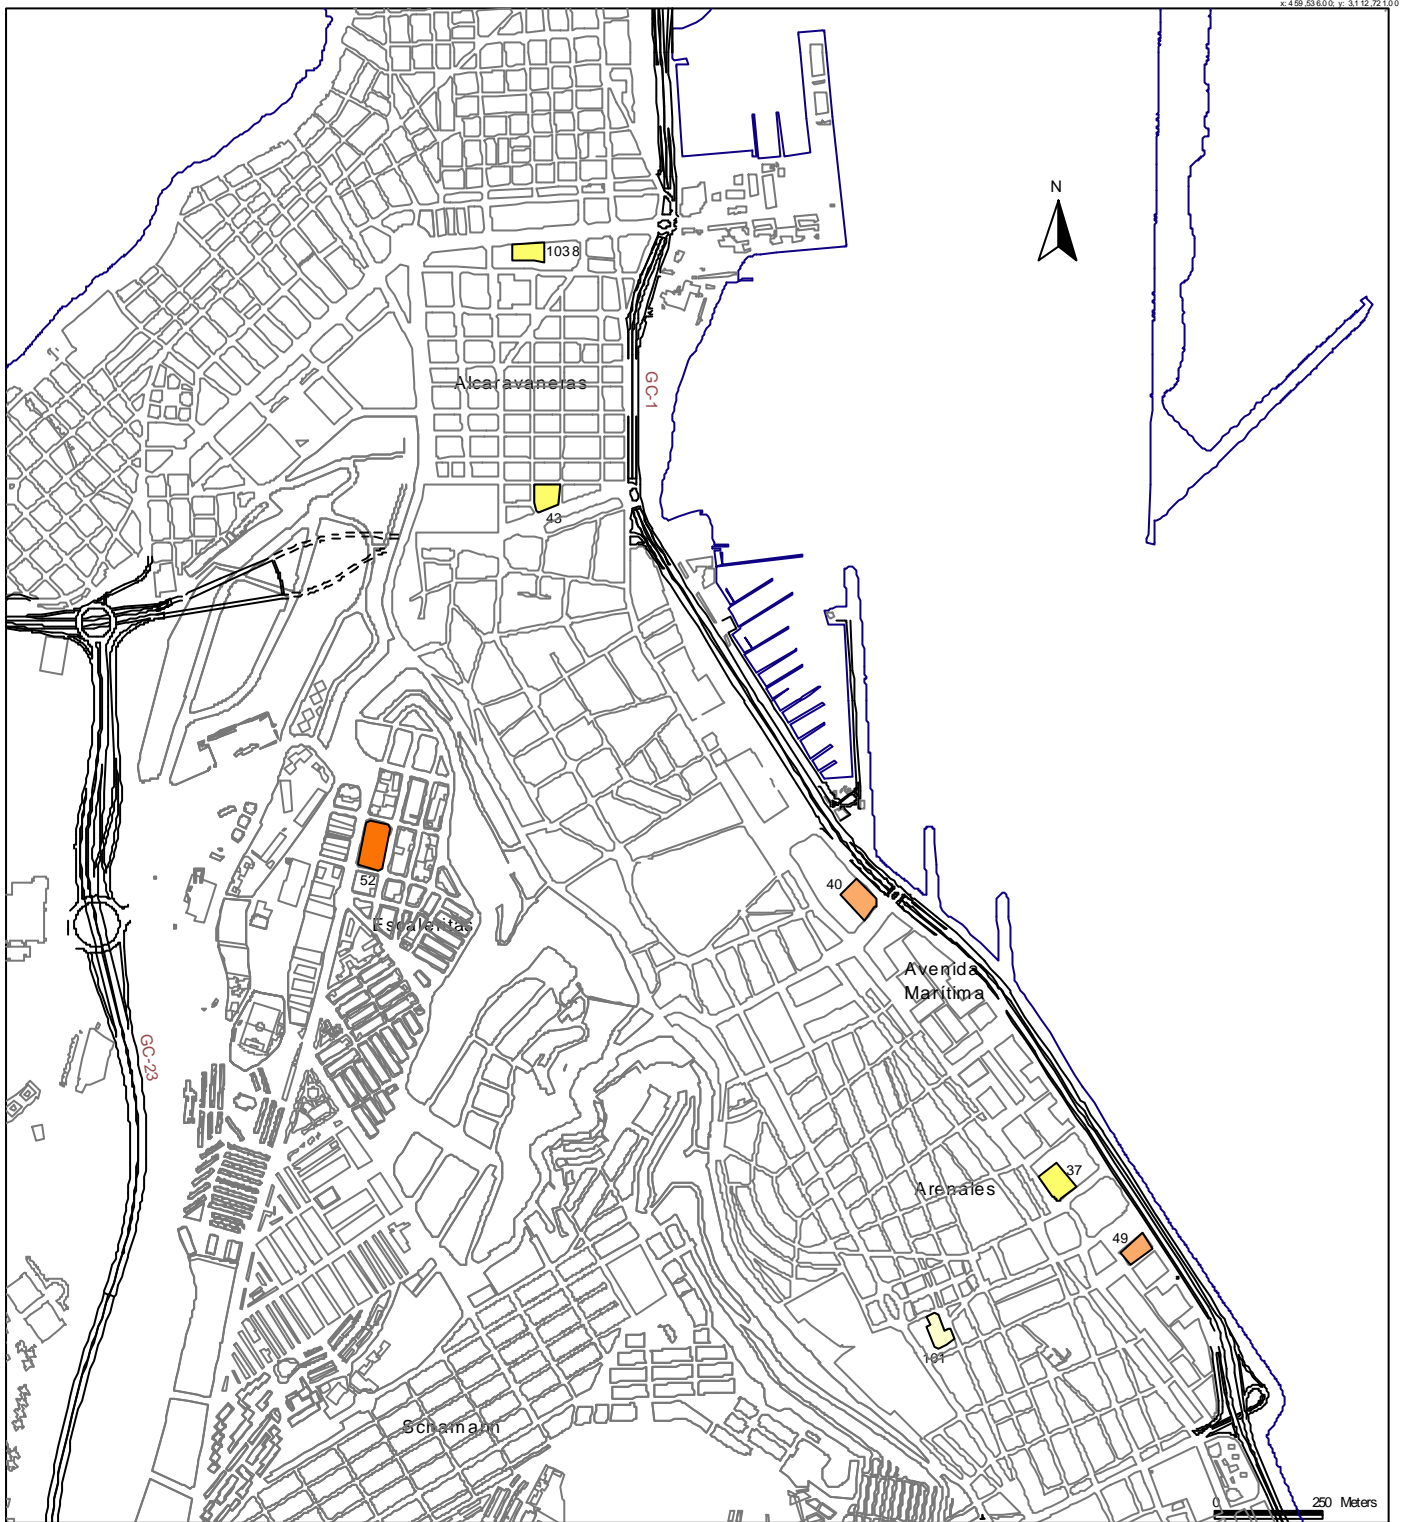 x: 459,536.00; y: 3,112,721.00
N
1038
Alcaravaneras
GC-1
43
52
40
Escaleritas
Avenida
Marítima
GC-23
37
Arenales
49
101
Schamann
0 250 Meters